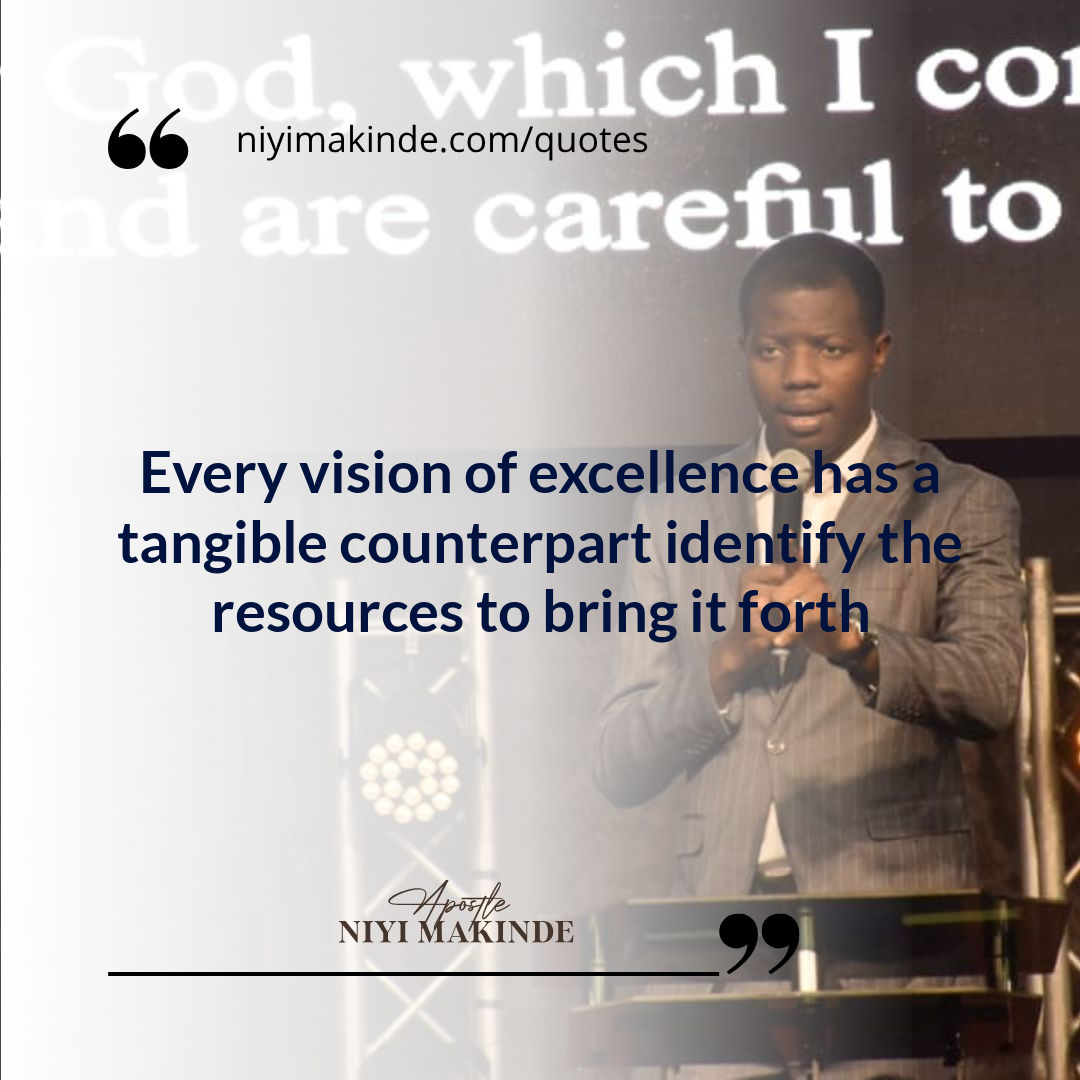 God, which I
and are careful to
niyimakinde.com/quotes
Every vision of excellence has a
tangible counterpart identify the
resources to bring it forth
Apostle
NIYI MAKINDE